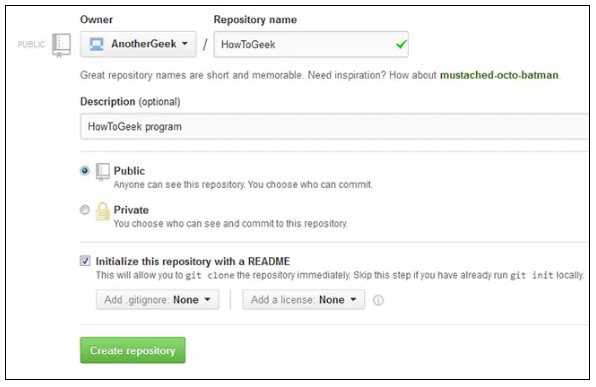 Owner Repository name
PUBLIC AnotherGeek / HowToGeek
Great repository names are short and memorable. Need inspiration? How about mustached-octo-batman.
Description (optional)
HowToGeek program
Public
Anyone can see this repository. You choose who can commit.
Private
You choose who can see and commit to this repository.
Initialize this repository with a README
This will allow you to git clone the repository immediately. Skip this step if you have already run git init locally.
Add .gitignore: None Add a license: None
Create repository